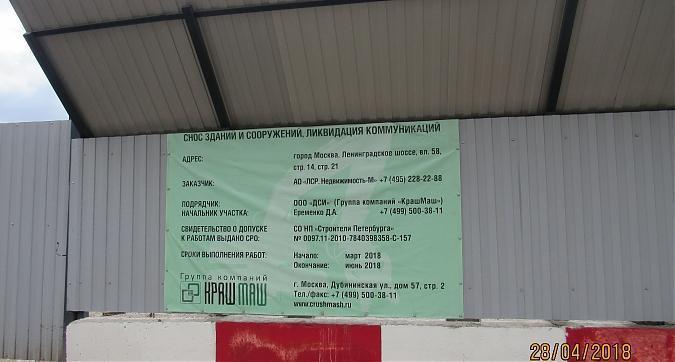 СНОС ЗДАНИЙ И СООРУЖЕНИЙ, ЛИКВИДАЦИЯ КОММУНИКАЦИЙ
АДРЕС: город Москва, Ленинградское шоссе, вл. 58,
стр. 14, стр. 21
ЗАКАЗЧИК: АО «ЛСР. Недвижимость-М» +7 (495) 228-22-88
ПОДРЯДЧИК: ООО «ДСИ» (Группа компаний «КрашМаш»)
НАЧАЛЬНИК УЧАСТКА: Еременко Д.А. +7 (499) 500-38-11
СВИДЕТЕЛЬСТВО О ДОПУСКЕ СО НП «Строители Петербурга»
К РАБОТАМ ВЫДАНО СРО: № 0097.11-2010-7840398358-С-157
СРОКИ ВЫПОЛНЕНИЯ РАБОТ: Начало: март 2018
Окончание: июнь 2018
Группа компаний
КРАШМАШ
г. Москва, Дубининская ул., дом 57, стр. 2
Тел./факс: +7 (499) 500-38-11
www.crushmash.ru
28/04/2018